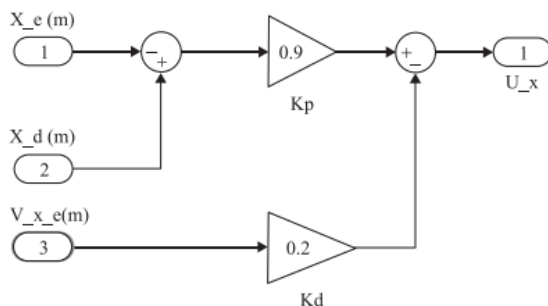 X_e (m)
1
−
+
0.9
Kp
+
−
1
U_x
X_d (m)
2
V_x_e(m)
3
0.2
Kd